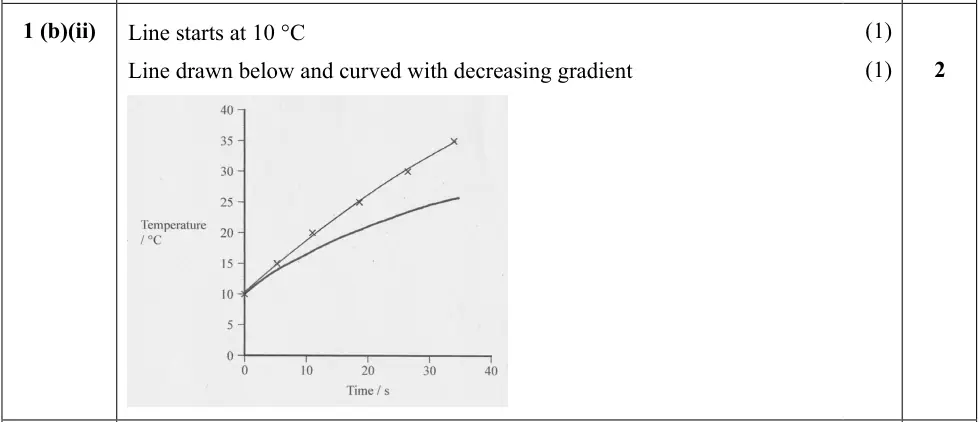 1 (b)(ii)
Line starts at 10 °C (1)
Line drawn below and curved with decreasing gradient (1)
2
40
35
30
25
Temperature
/ °C
20
15
10
5
0
0 10 20 30 40
Time / s